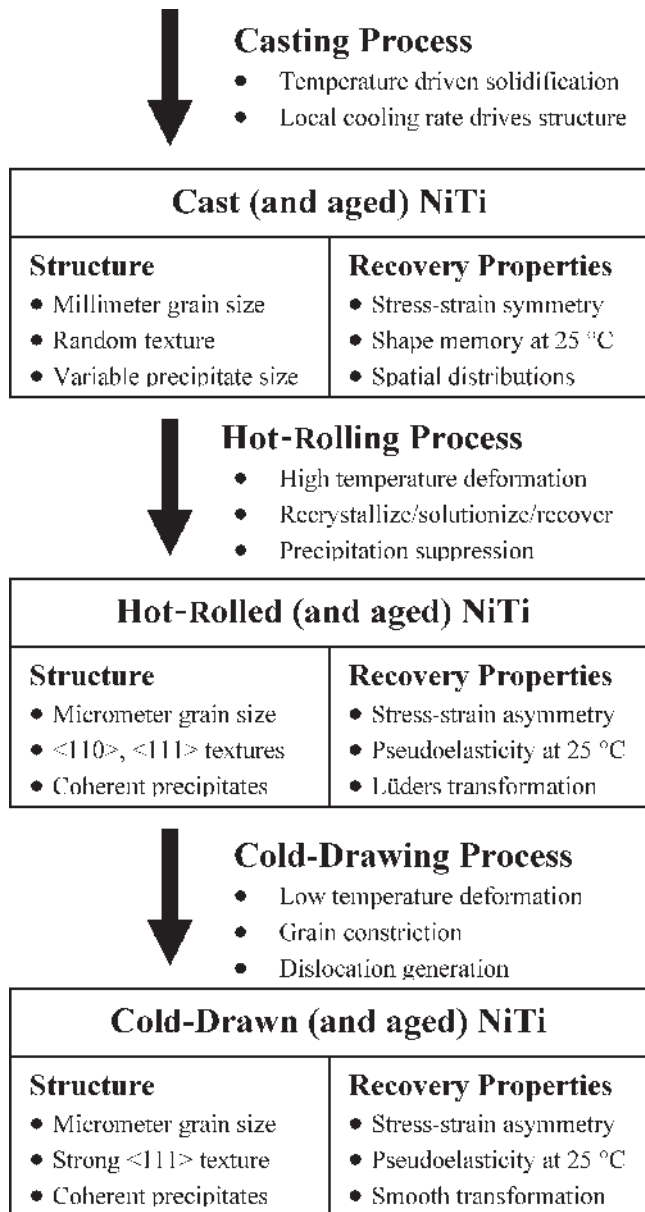 Casting Process
• Temperature driven solidification
• Local cooling rate drives structure
Cast (and aged) NiTi
Structure
• Millimeter grain size
• Random texture
• Variable precipitate size
Recovery Properties
• Stress-strain symmetry
• Shape memory at 25 °C
• Spatial distributions
Hot-Rolling Process
• High temperature deformation
• Recrystallize/solutionize/recover
• Precipitation suppression
Hot-Rolled (and aged) NiTi
Structure
• Micrometer grain size
• <110>, <111> textures
• Coherent precipitates
Recovery Properties
• Stress-strain asymmetry
• Pseudoelasticity at 25 °C
• Lüders transformation
Cold-Drawing Process
• Low temperature deformation
• Grain constriction
• Dislocation generation
Cold-Drawn (and aged) NiTi
Structure
• Micrometer grain size
• Strong <111> texture
• Coherent precipitates
Recovery Properties
• Stress-strain asymmetry
• Pseudoelasticity at 25 °C
• Smooth transformation